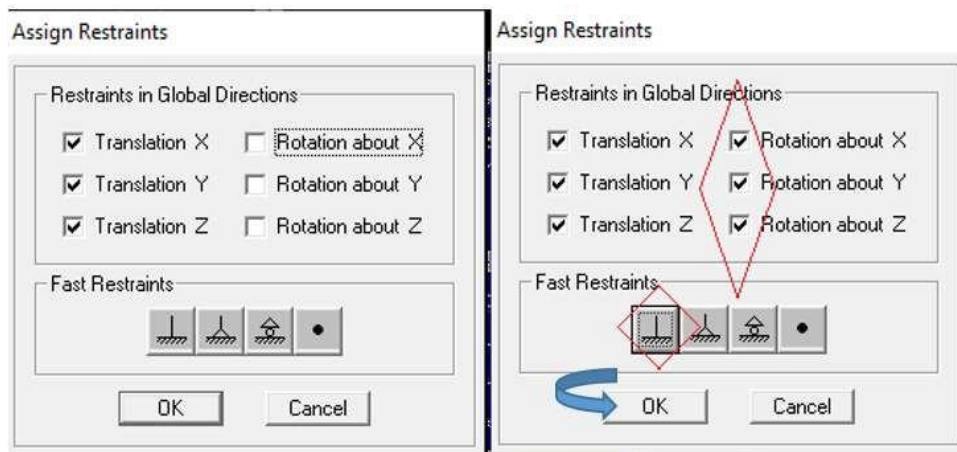 Assign Restraints
Restraints in Global Directions
Translation X Rotation about X
Translation Y Rotation about Y
Translation Z Rotation about Z
Fast Restraints
OK Cancel
Assign Restraints
Restraints in Global Directions
Translation X Rotation about X
Translation Y Rotation about Y
Translation Z Rotation about Z
Fast Restraints
OK Cancel